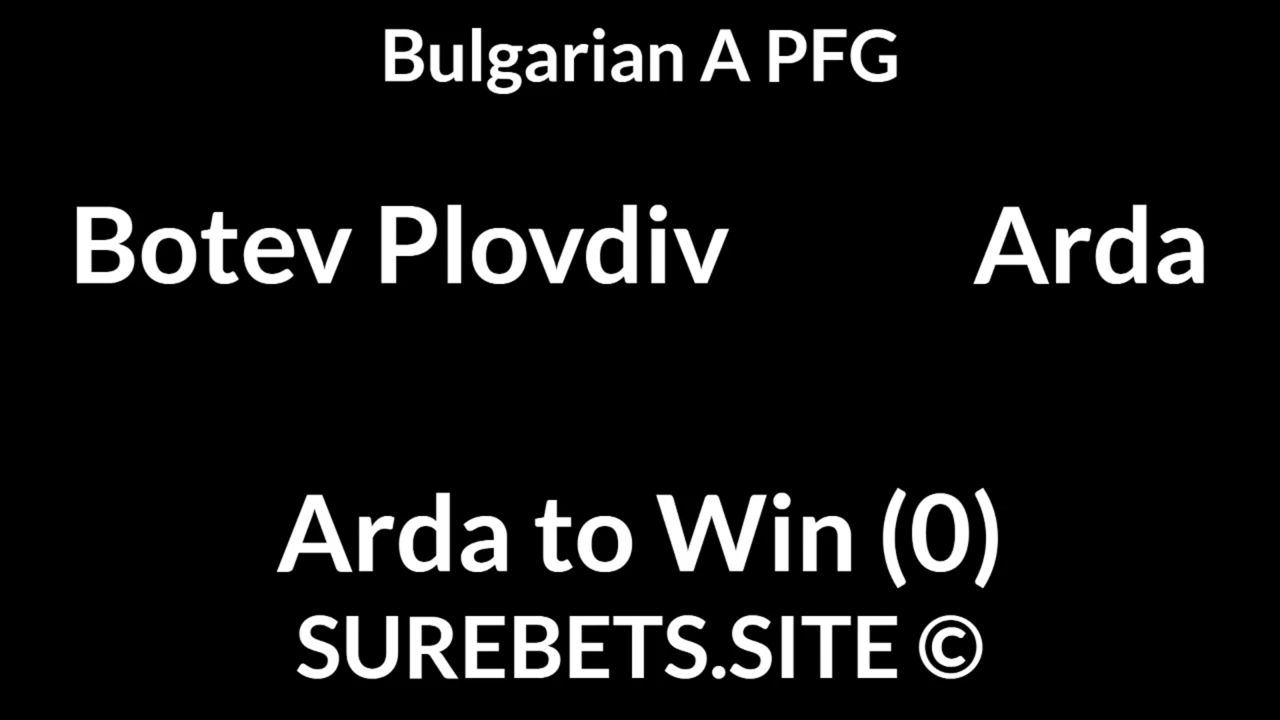 Bulgarian A PFG
Botev Plovdiv Arda
Arda to Win (0)
SUREBETS.SITE ©